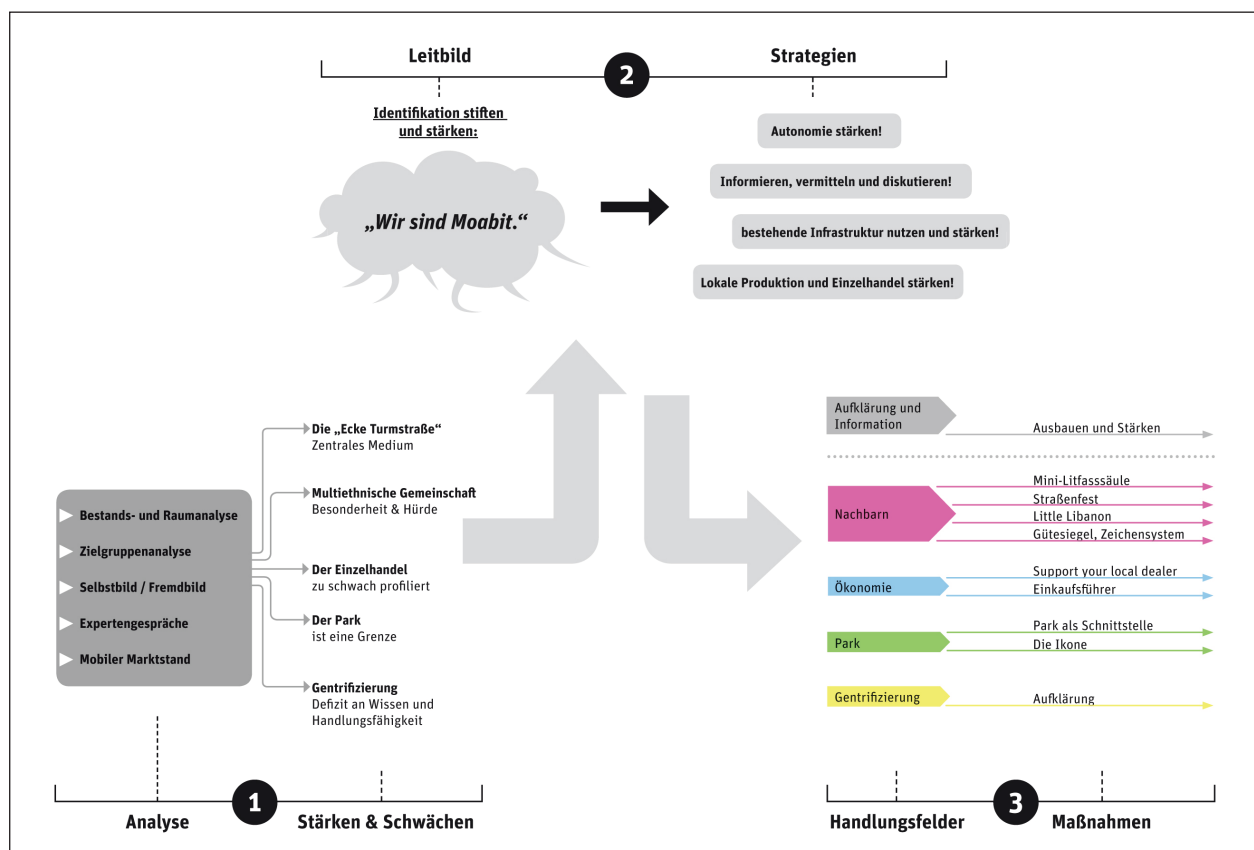 Leitbild
2
Strategien
Identifikation stiften
und stärken:
„Wir sind Moabit.“
Autonomie stärken!
Informieren, vermitteln und diskutieren!
bestehende Infrastruktur nutzen und stärken!
Lokale Produktion und Einzelhandel stärken!
Bestands- und Raumanalyse
Zielgruppenanalyse
Selbstbild / Fremdbild
Expertengespräche
Mobiler Marktstand
Die „Ecke Turmstraße“
Zentrales Medium
Multiethnische Gemeinschaft
Besonderheit & Hürde
Der Einzelhandel
zu schwach profiliert
Der Park
ist eine Grenze
Gentrifizierung
Defizit an Wissen und
Handlungsfähigkeit
Analyse
1
Stärken & Schwächen
Aufklärung und
Information
Ausbauen und Stärken
Nachbarn
Mini-Litfasssäule
Straßenfest
Little Libanon
Gütesiegel, Zeichensystem
Ökonomie
Support your local dealer
Einkaufsführer
Park
Park als Schnittstelle
Die Ikone
Gentrifizierung
Aufklärung
Handlungsfelder
3
Maßnahmen